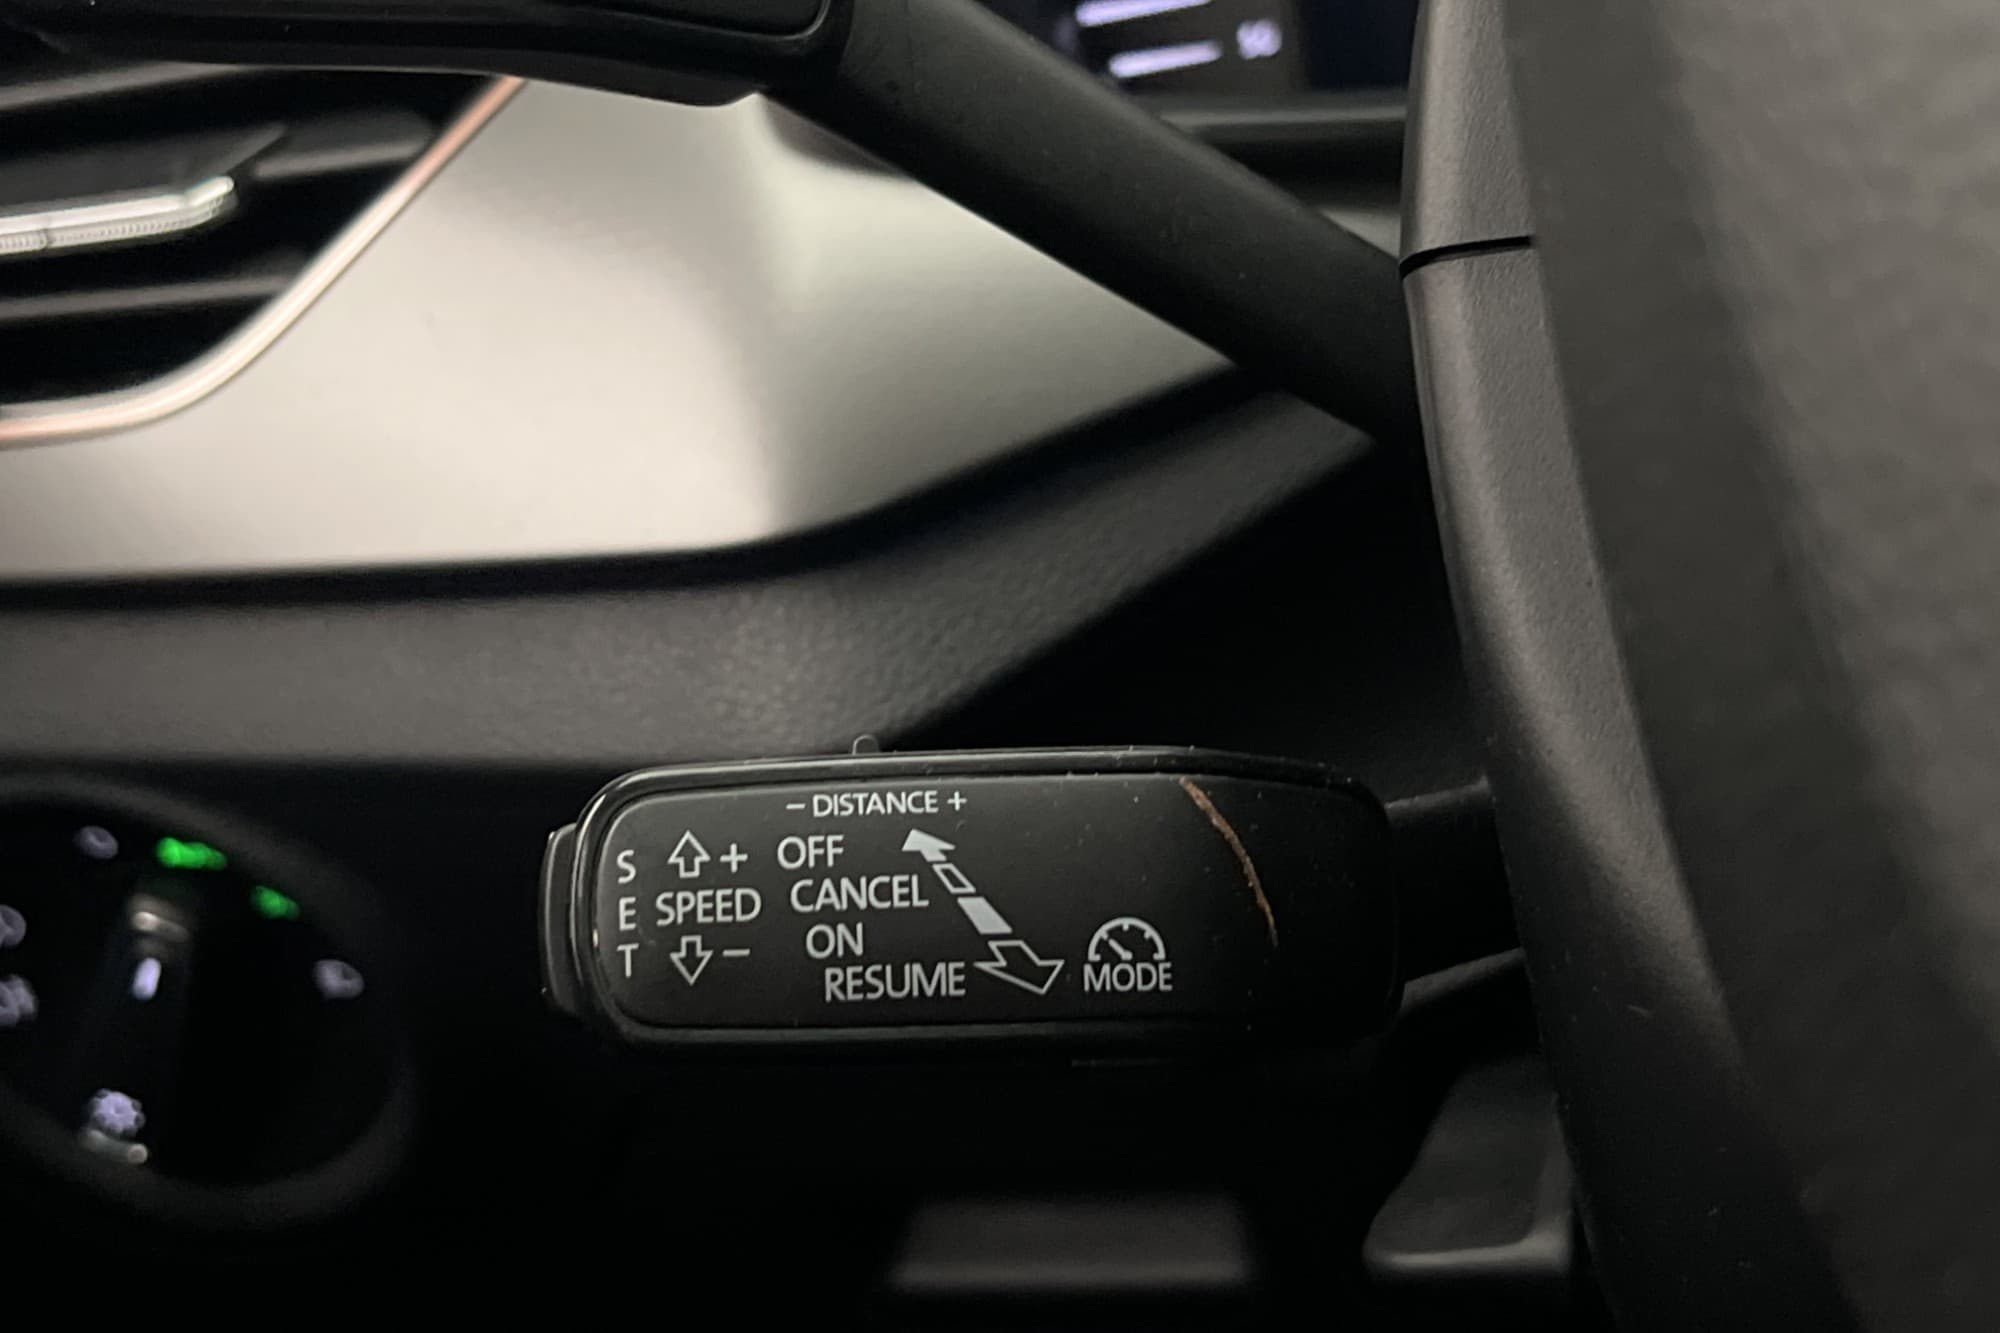 − DISTANCE +
S
E
T
+
SPEED
−
OFF
CANCEL
ON
RESUME
MODE